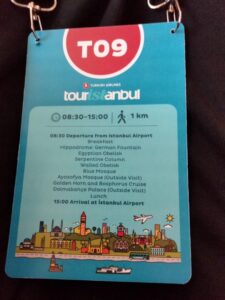 T09
TURKISH AIRLINES
touristanbul
08:30-15:00 1 km
08:30 Departure from Istanbul Airport
Breakfast
Hippodrome: German Fountain
Egyptian Obelisk
Serpentine Column
Walled Obelisk
Blue Mosque
Ayasofya Mosque (Outside Visit)
Golden Horn and Bosphorus Cruise
Dolmabahçe Palace (Outside Visit)
Lunch
15:00 Arrival at İstanbul Airport